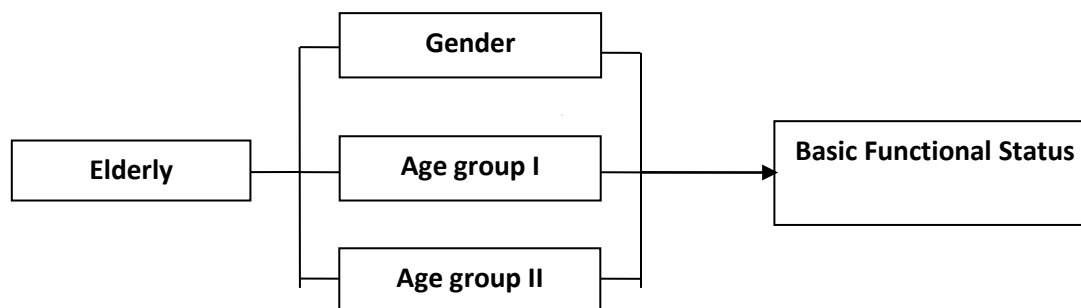 Gender
Elderly
Age group I
Basic Functional Status
Age group II